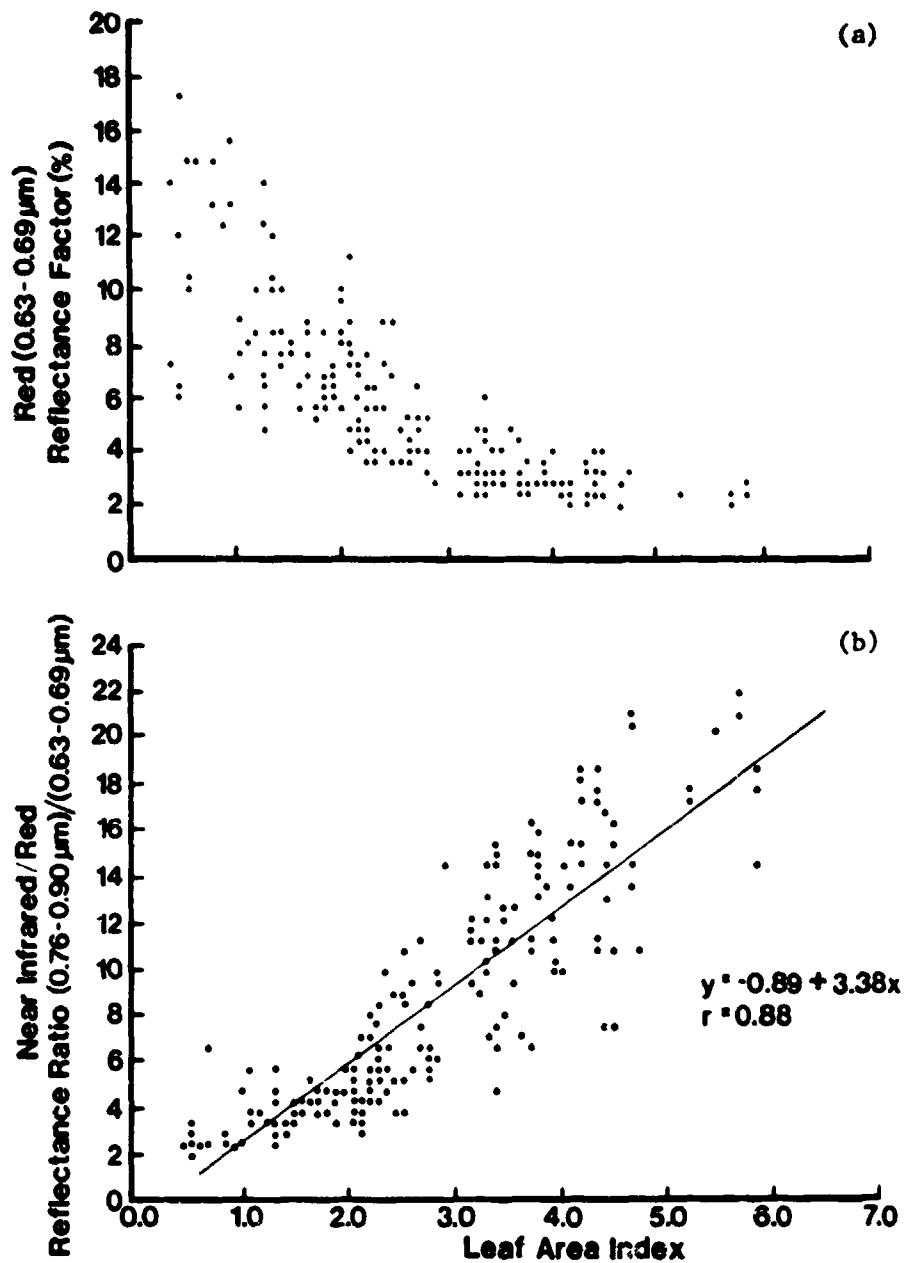 (a)
Red (0.63-0.69µm)
Reflectance Factor (%)
20
18
16
14
12
10
8
6
4
2
0
(b)
Near Infrared/Red
Reflectance Ratio (0.76-0.90µm)/(0.63-0.69µm)
24
22
20
18
16
14
12
10
8
6
4
2
0
y = -0.89 + 3.38x
r = 0.88
0.0 1.0 2.0 3.0 4.0 5.0 6.0 7.0
Leaf Area Index